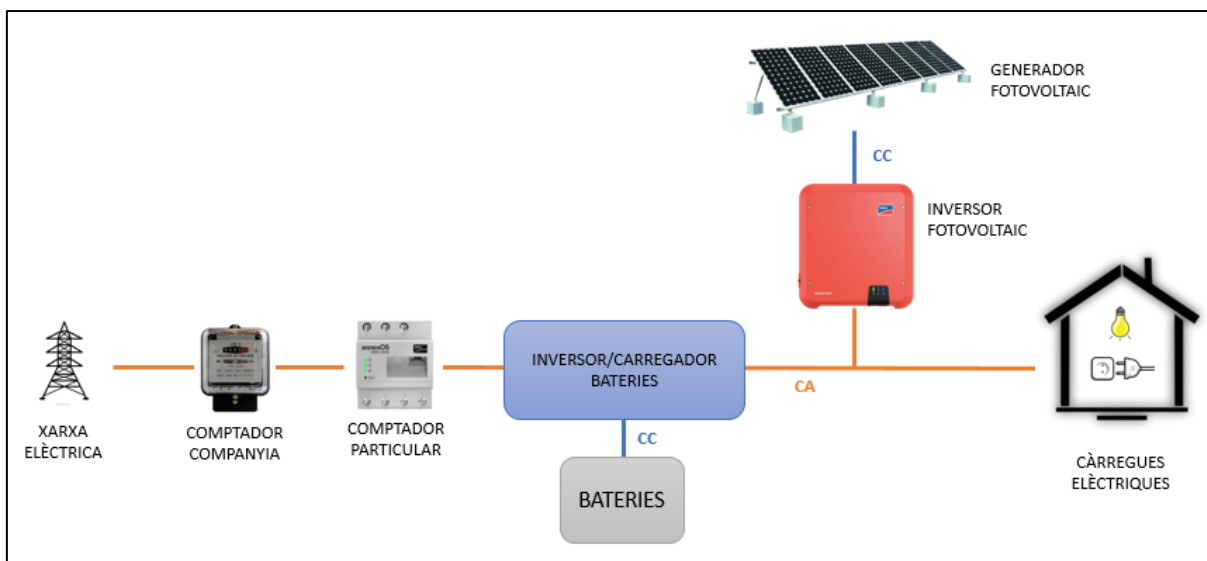 GENERADOR
FOTOVOLTAIC
CC
INVERSOR
FOTOVOLTAIC
INVERSOR/CARREGADOR
BATERIES
CA
CC
BATERIES
XARXA
ELÈCTRICA
COMPTADOR
COMPANYIA
COMPTADOR
PARTICULAR
CÀRREGUES
ELÈCTRIQUES
ennexOS